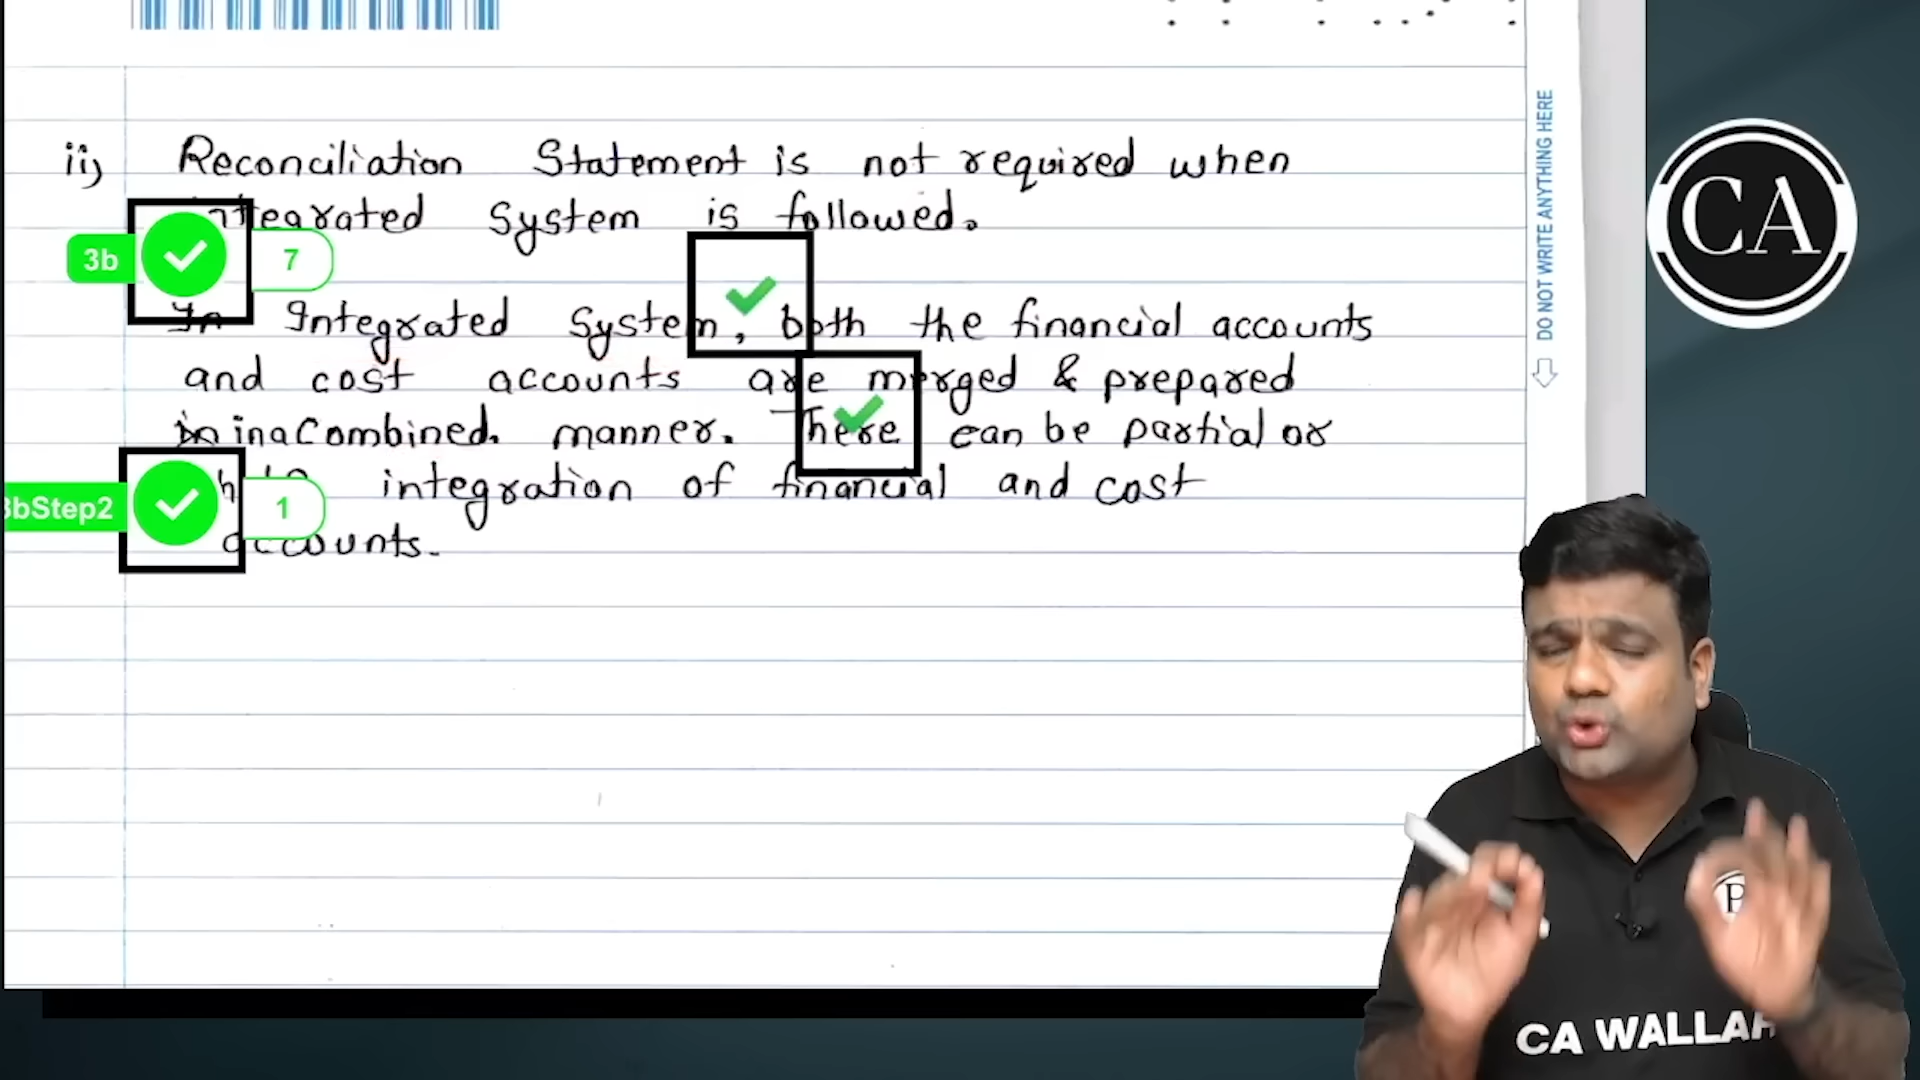 ii) Reconciliation Statement is not required when
integrated System is followed.
3b 7
In Integrated System, both the financial accounts
and cost accounts are merged & prepared
in in a Combined. manner. There can be partial or
integration of financial and cost
3bStep2 1
accounts.
DO NOT WRITE ANYTHING HERE
CA
P
CA WALLAH